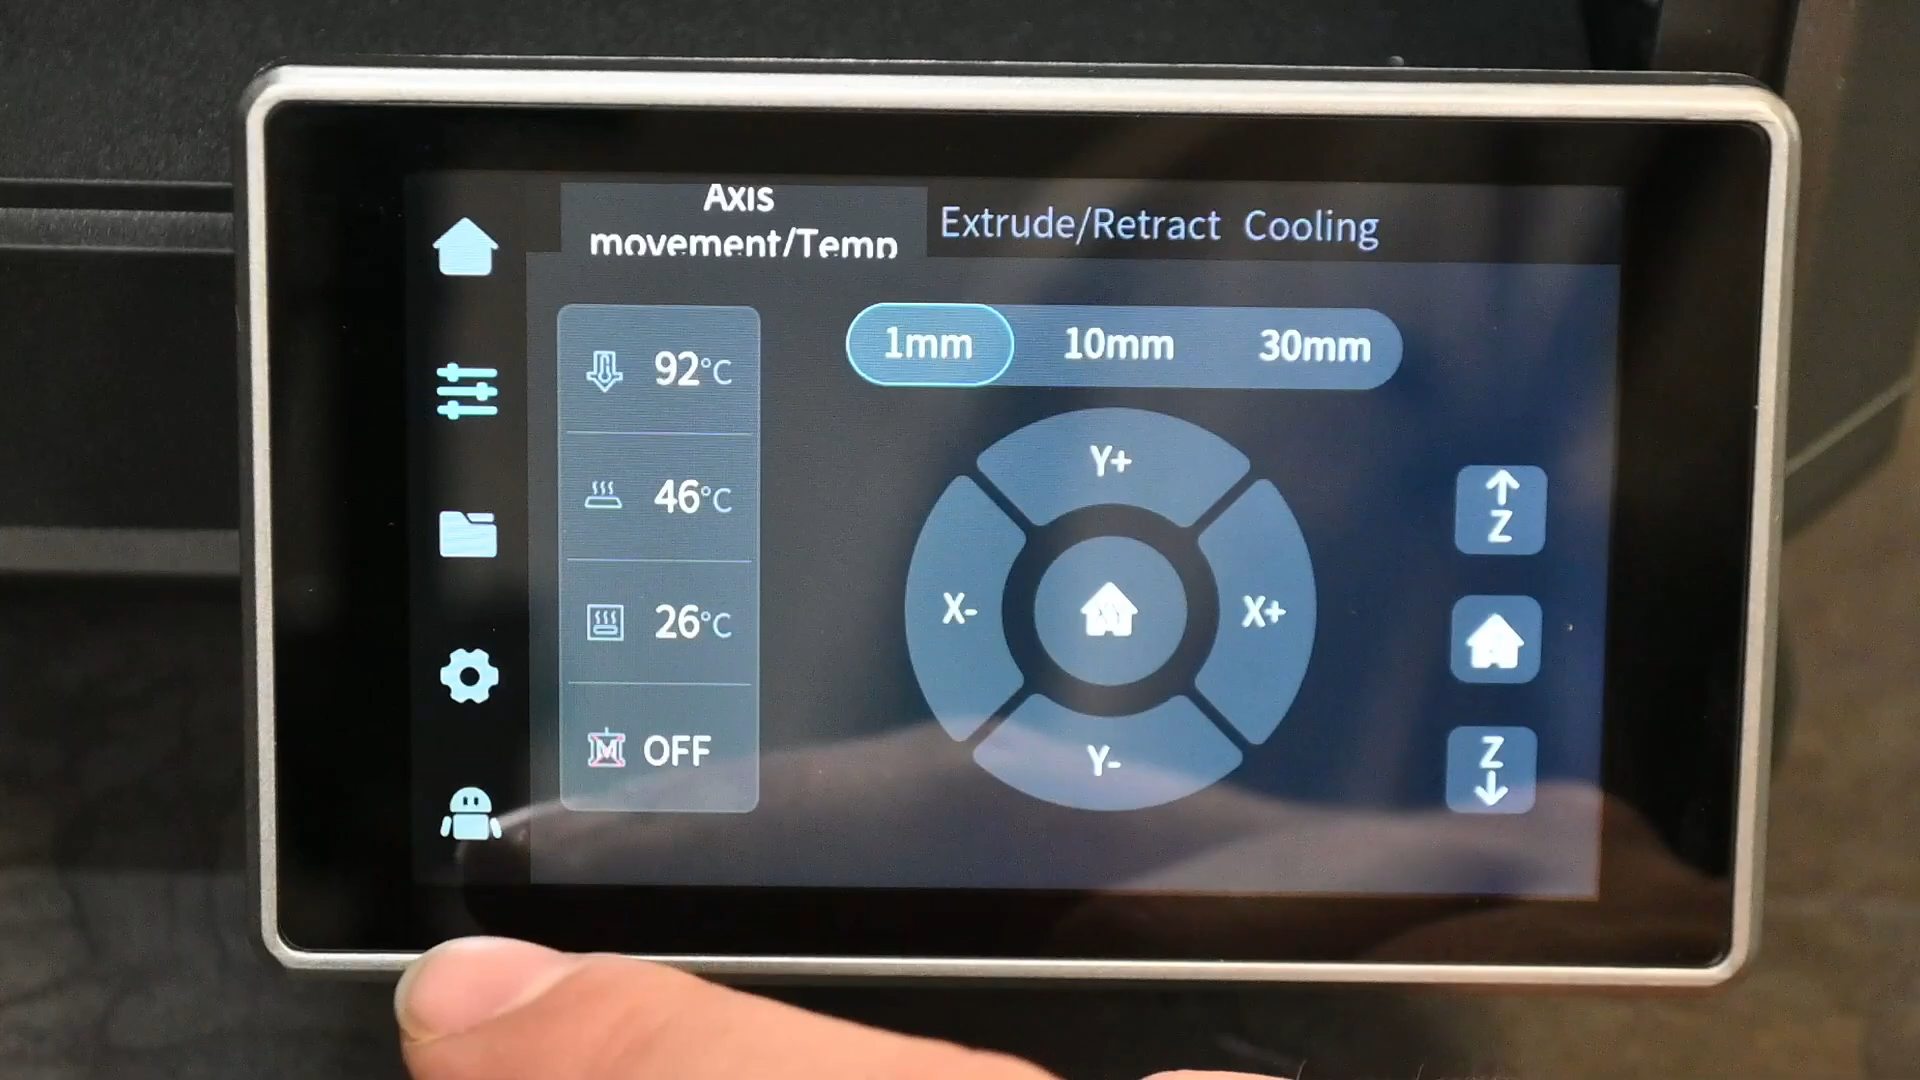 Axis
movement/Temp
Extrude/Retract
Cooling
1mm
10mm
30mm
92°C
46°C
26°C
M OFF
Y+
X-
X+
Y-
Z
Z